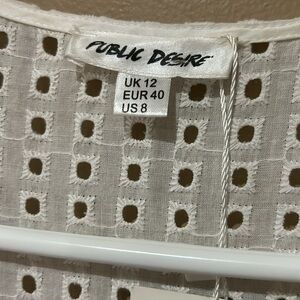 PUBLIC DESIRE
UK 12
EUR 40
US 8